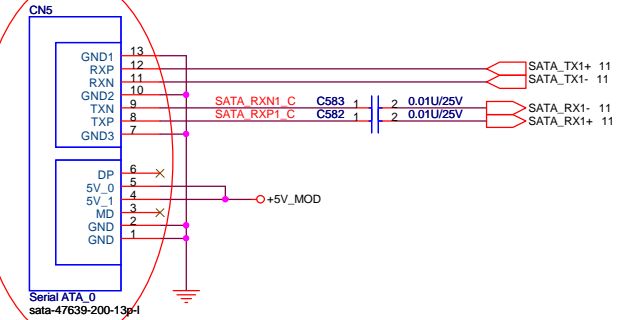 CN5
GND1 13
RXP 12 SATA_TX1+ 11
RXN 11 SATA_TX1- 11
GND2 10
TXN 9 SATA_RXN1_C C583 1 2 0.01U/25V SATA_RX1- 11
TXP 8 SATA_RXP1_C C582 1 2 0.01U/25V SATA_RX1+ 11
GND3 7
DP 6
5V_0 5
5V_1 4 +5V_MOD
MD 3
GND 2
GND 1
Serial ATA_0
sata-47639-200-13p-l